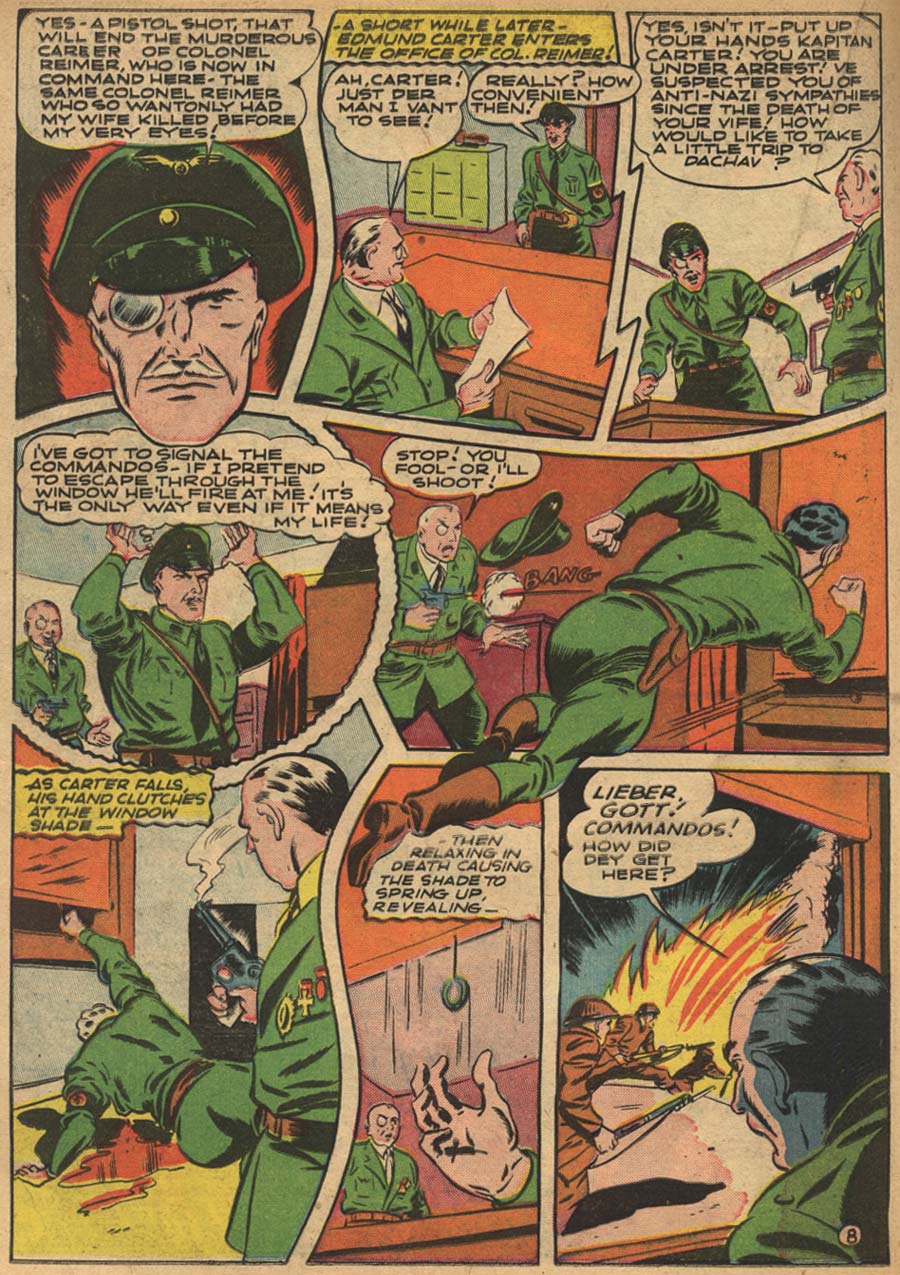 YES - A PISTOL SHOT, THAT
WILL END THE MURDEROUS
CAREER OF COLONEL
REIMER, WHO IS NOW IN
COMMAND HERE - THE
SAME COLONEL REIMER
WHO SO WANTONLY HAD
MY WIFE KILLED BEFORE
MY VERY EYES!
-A SHORT WHILE LATER-
EDMUND CARTER ENTERS
THE OFFICE OF COL. REIMER!
AH, CARTER!
JUST DER
MAN I VANT
TO SEE!
REALLY? HOW
CONVENIENT
THEN!
YES, ISN'T IT - PUT UP
YOUR HANDS KAPITAN
CARTER! YOU ARE
UNDER ARREST! I'VE
SUSPECTED YOU OF
ANTI-NAZI SYMPATHIES
SINCE THE DEATH OF
YOUR VIFE! HOW
WOULD LIKE TO TAKE
A LITTLE TRIP TO
DACHAV?
I'VE GOT TO SIGNAL THE
COMMANDOS - IF I PRETEND
TO ESCAPE THROUGH THE
WINDOW HE'LL FIRE AT ME! IT'S
THE ONLY WAY EVEN IF IT MEANS
MY LIFE!
STOP! YOU
FOOL - OR I'LL
SHOOT!
BANG
-AS CARTER FALLS,
HIS HAND CLUTCHES
AT THE WINDOW
SHADE -
- THEN
RELAXING IN
DEATH CAUSING
THE SHADE TO
SPRING UP,
REVEALING -
LIEBER
GOTT!
COMMANDOS!
HOW DID
DEY GET
HERE?
8